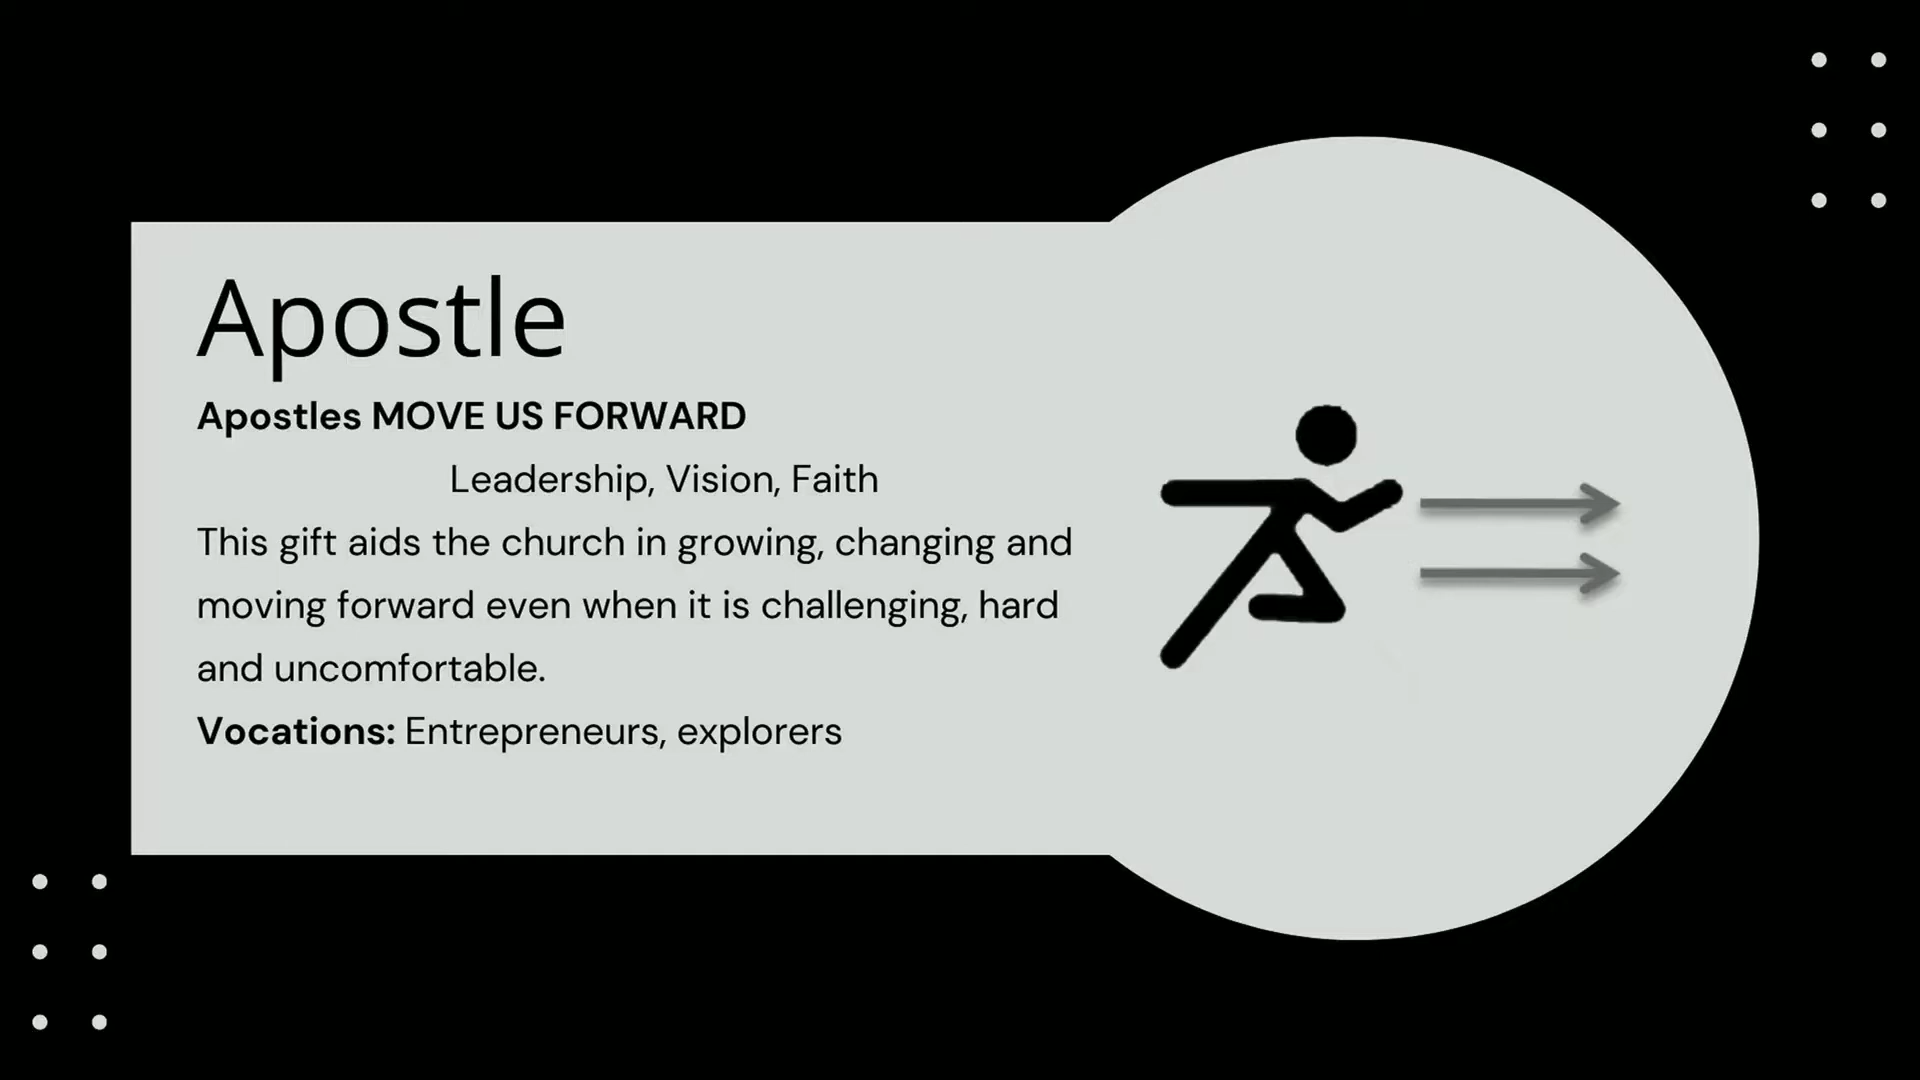 Apostle
Apostles MOVE US FORWARD
Leadership, Vision, Faith
This gift aids the church in growing, changing and
moving forward even when it is challenging, hard
and uncomfortable.
Vocations: Entrepreneurs, explorers